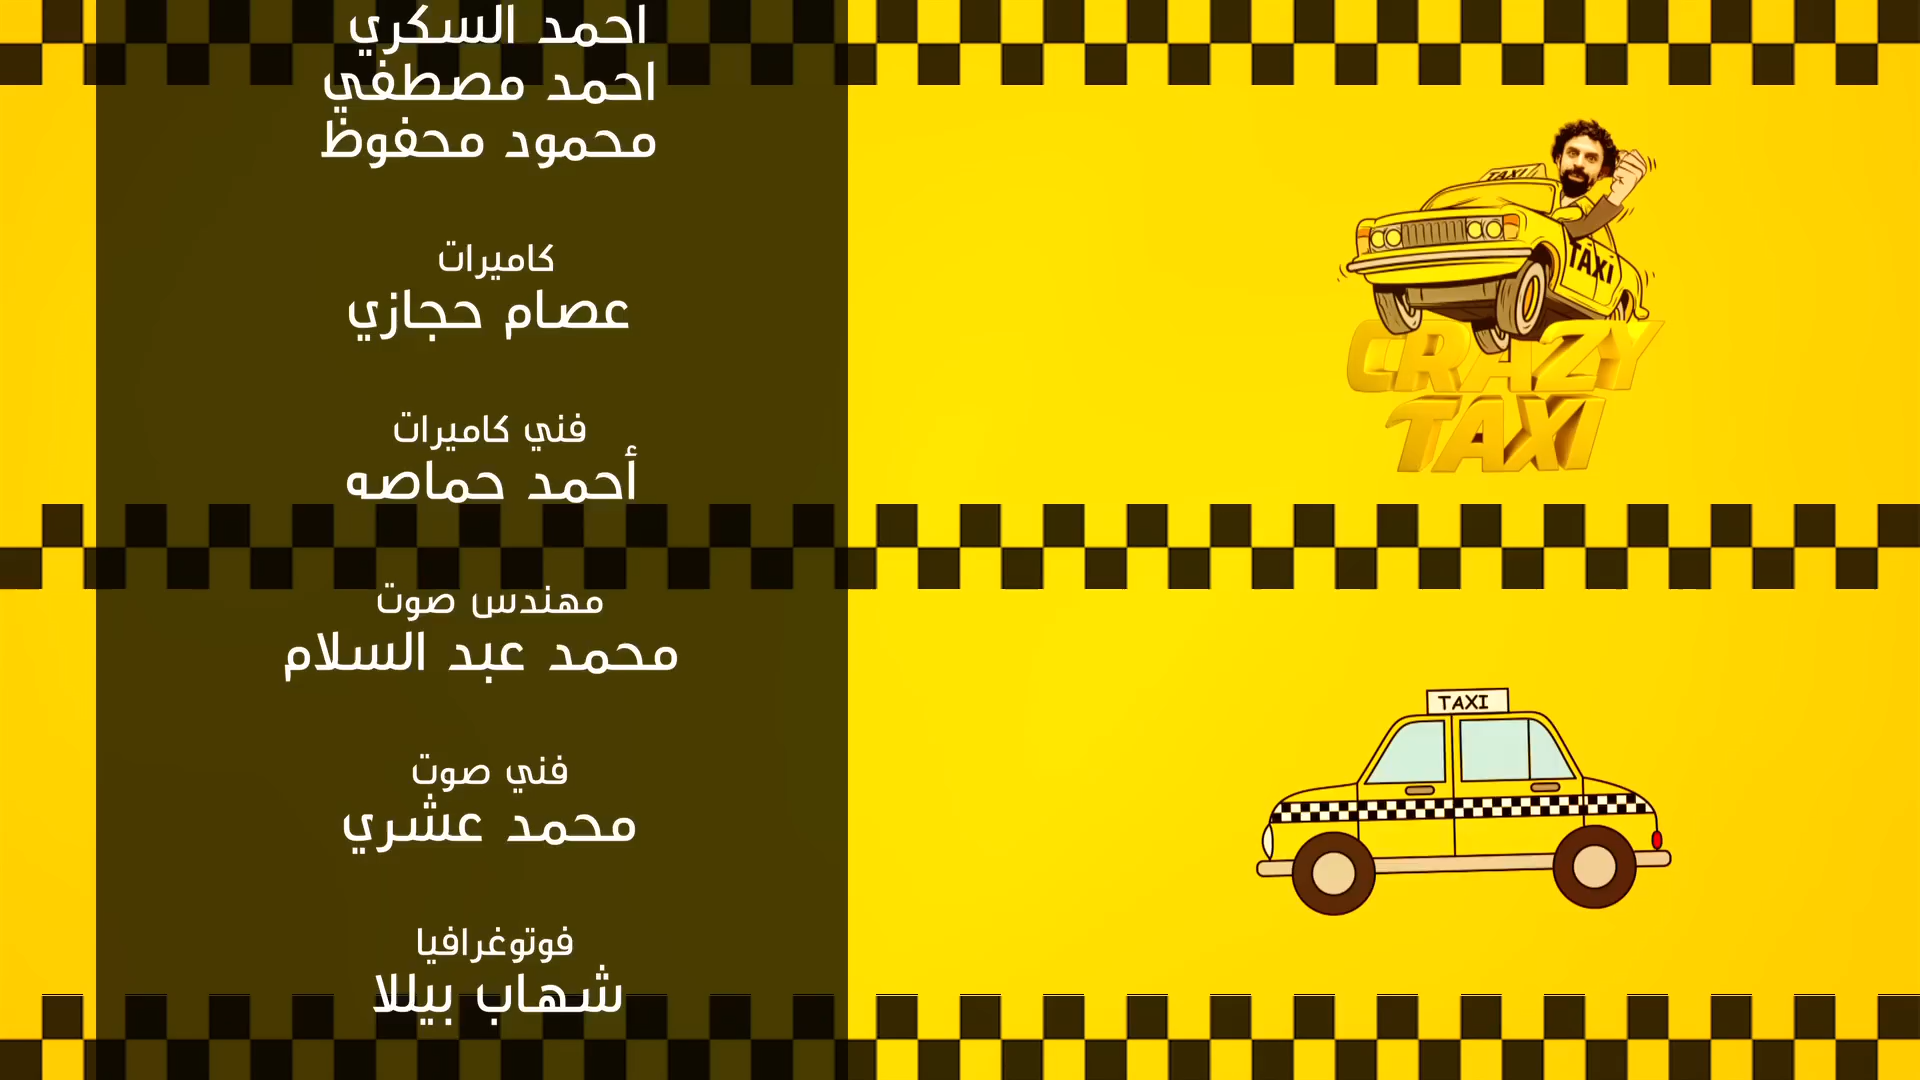 احمد السكري
احمد مصطفي
محمود محفوظ
كاميرات
عصام حجازي
فني كاميرات
أحمد حماصه
مهندس صوت
محمد عبد السلام
فني صوت
محمد عشري
فوتوغرافيا
شهاب بيللا
TAXI
TAXI
CRAZY
TAXI
TAXI